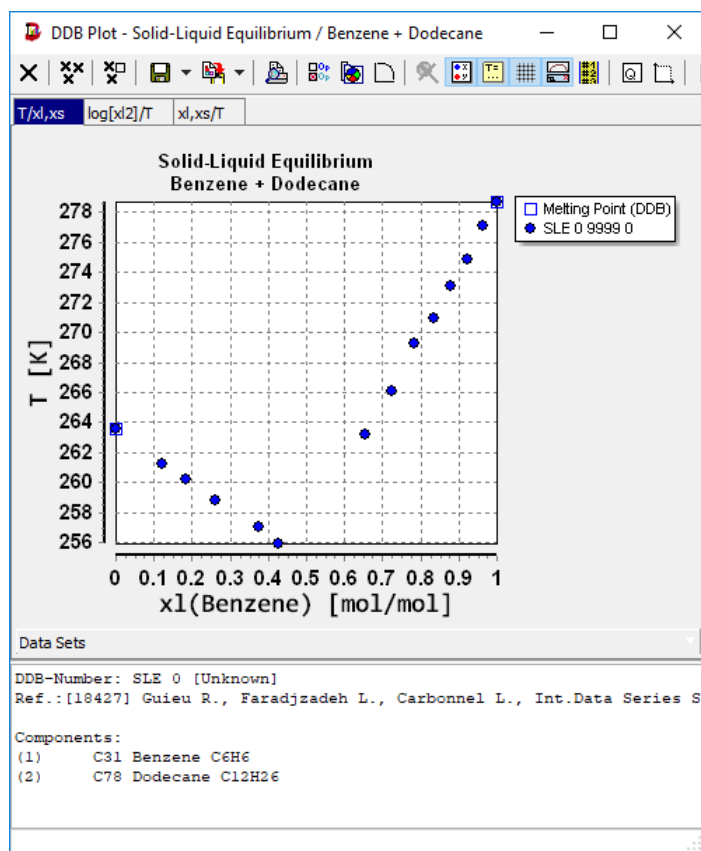 DDB Plot - Solid-Liquid Equilibrium / Benzene + Dodecane
T/xl,xs log[xl2]/T xl,xs/T
Solid-Liquid Equilibrium
Benzene + Dodecane
Melting Point (DDB)
SLE 0 9999 0
T [K]
278
276
274
272
270
268
266
264
262
260
258
256
0 0.1 0.2 0.3 0.4 0.5 0.6 0.7 0.8 0.9 1
xl(Benzene) [mol/mol]
Data Sets
DDB-Number: SLE 0 [Unknown]
Ref.:[18427] Guieu R., Faradjzadeh L., Carbonnel L., Int.Data Series S
Components:
(1) C31 Benzene C6H6
(2) C78 Dodecane C12H26